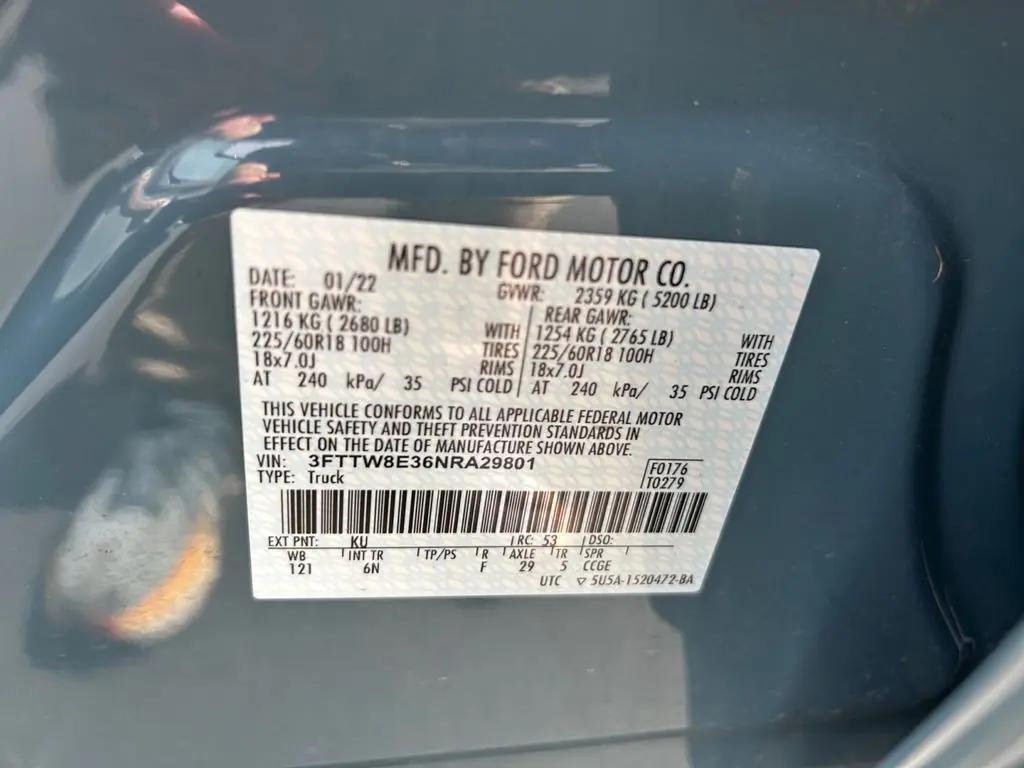 MFD. BY FORD MOTOR CO.
DATE: 01/22 GVWR: 2359 KG ( 5200 LB)
FRONT GAWR: REAR GAWR:
1216 KG ( 2680 LB) WITH 1254 KG ( 2765 LB) WITH
225/60R18 100H TIRES 225/60R18 100H TIRES
18x7.0J RIMS 18x7.0J RIMS
AT 240 kPa/ 35 PSI COLD AT 240 kPa/ 35 PSI COLD
THIS VEHICLE CONFORMS TO ALL APPLICABLE FEDERAL MOTOR
VEHICLE SAFETY AND THEFT PREVENTION STANDARDS IN
EFFECT ON THE DATE OF MANUFACTURE SHOWN ABOVE.
VIN: 3FTTW8E36NRA29801
TYPE: Truck
F0176
T0279
EXT PNT: KU RC: 53 DSO:
WB INT TR TP/PS R AXLE TR SPR
121 6N F 29 5 CCGE
UTC ▽ 5U5A-1520472-BA